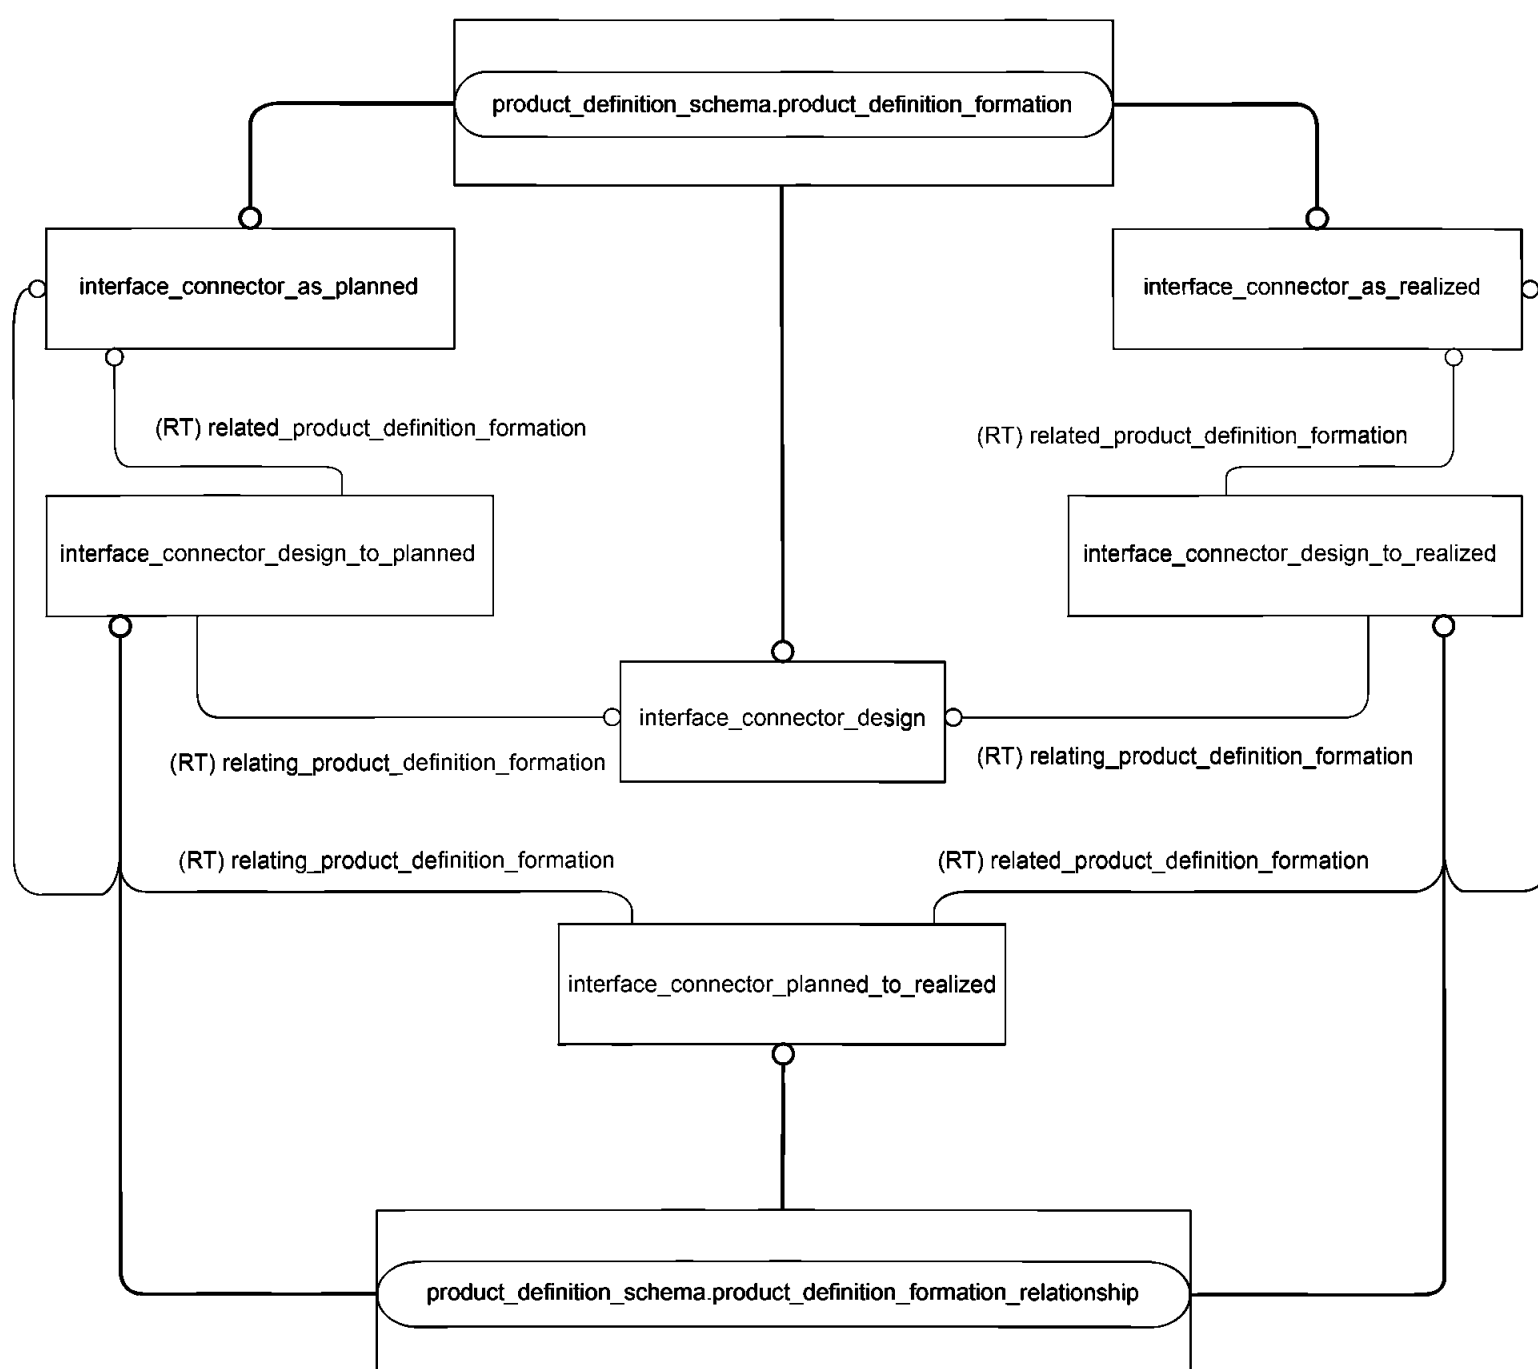 product_definition_schema.product_definition_formation
interface_connector_as_planned
interface_connector_as_realized
(RT) related_product_definition_formation
(RT) related_product_definition_formation
interface_connector_design_to_planned
interface_connector_design_to_realized
interface_connector_design
(RT) relating_product_definition_formation
(RT) relating_product_definition_formation
(RT) relating_product_definition_formation
(RT) related_product_definition_formation
interface_connector_planned_to_realized
product_definition_schema.product_definition_formation_relationship